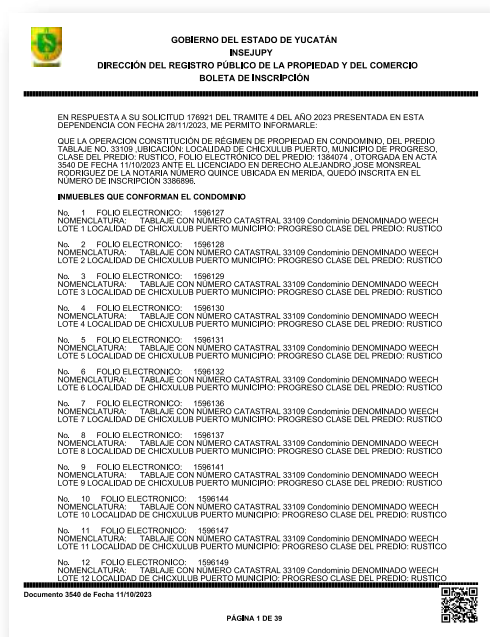 GOBIERNO DEL ESTADO DE YUCATÁN
INSEJUPY
DIRECCIÓN DEL REGISTRO PÚBLICO DE LA PROPIEDAD Y DEL COMERCIO
BOLETA DE INSCRIPCIÓN
EN RESPUESTA A SU SOLICITUD 176921 DEL TRAMITE 4 DEL AÑO 2023 PRESENTADA EN ESTA
DEPENDENCIA CON FECHA 28/11/2023, ME PERMITO INFORMARLE:
QUE LA OPERACION CONSTITUCIÓN DE RÉGIMEN DE PROPIEDAD EN CONDOMINIO, DEL PREDIO
TABLAJE NO. 33109 ,UBICACIÓN: LOCALIDAD DE CHICXULUB PUERTO, MUNICIPIO DE PROGRESO,
CLASE DEL PREDIO: RUSTICO, FOLIO ELECTRÓNICO DEL PREDIO: 1384074 , OTORGADA EN ACTA
3540 DE FECHA 11/10/2023 ANTE EL LICENCIADO EN DERECHO ALEJANDRO JOSE MONSREAL
RODRIGUEZ DE LA NOTARÍA NÚMERO QUINCE UBICADA EN MERIDA, QUEDÓ INSCRITA EN EL
NÚMERO DE INSCRIPCIÓN 3386896.
INMUEBLES QUE CONFORMAN EL CONDOMINIO
No. 1 FOLIO ELECTRONICO: 1596127
NOMENCLATURA: TABLAJE CON NÚMERO CATASTRAL 33109 Condominio DENOMINADO WEECH
LOTE 1 LOCALIDAD DE CHICXULUB PUERTO MUNICIPIO: PROGRESO CLASE DEL PREDIO: RUSTICO
No. 2 FOLIO ELECTRONICO: 1596128
NOMENCLATURA: TABLAJE CON NÚMERO CATASTRAL 33109 Condominio DENOMINADO WEECH
LOTE 2 LOCALIDAD DE CHICXULUB PUERTO MUNICIPIO: PROGRESO CLASE DEL PREDIO: RUSTICO
No. 3 FOLIO ELECTRONICO: 1596129
NOMENCLATURA: TABLAJE CON NÚMERO CATASTRAL 33109 Condominio DENOMINADO WEECH
LOTE 3 LOCALIDAD DE CHICXULUB PUERTO MUNICIPIO: PROGRESO CLASE DEL PREDIO: RUSTICO
No. 4 FOLIO ELECTRONICO: 1596130
NOMENCLATURA: TABLAJE CON NÚMERO CATASTRAL 33109 Condominio DENOMINADO WEECH
LOTE 4 LOCALIDAD DE CHICXULUB PUERTO MUNICIPIO: PROGRESO CLASE DEL PREDIO: RUSTICO
No. 5 FOLIO ELECTRONICO: 1596131
NOMENCLATURA: TABLAJE CON NÚMERO CATASTRAL 33109 Condominio DENOMINADO WEECH
LOTE 5 LOCALIDAD DE CHICXULUB PUERTO MUNICIPIO: PROGRESO CLASE DEL PREDIO: RUSTICO
No. 6 FOLIO ELECTRONICO: 1596132
NOMENCLATURA: TABLAJE CON NÚMERO CATASTRAL 33109 Condominio DENOMINADO WEECH
LOTE 6 LOCALIDAD DE CHICXULUB PUERTO MUNICIPIO: PROGRESO CLASE DEL PREDIO: RUSTICO
No. 7 FOLIO ELECTRONICO: 1596136
NOMENCLATURA: TABLAJE CON NÚMERO CATASTRAL 33109 Condominio DENOMINADO WEECH
LOTE 7 LOCALIDAD DE CHICXULUB PUERTO MUNICIPIO: PROGRESO CLASE DEL PREDIO: RUSTICO
No. 8 FOLIO ELECTRONICO: 1596137
NOMENCLATURA: TABLAJE CON NÚMERO CATASTRAL 33109 Condominio DENOMINADO WEECH
LOTE 8 LOCALIDAD DE CHICXULUB PUERTO MUNICIPIO: PROGRESO CLASE DEL PREDIO: RUSTICO
No. 9 FOLIO ELECTRONICO: 1596141
NOMENCLATURA: TABLAJE CON NÚMERO CATASTRAL 33109 Condominio DENOMINADO WEECH
LOTE 9 LOCALIDAD DE CHICXULUB PUERTO MUNICIPIO: PROGRESO CLASE DEL PREDIO: RUSTICO
No. 10 FOLIO ELECTRONICO: 1596144
NOMENCLATURA: TABLAJE CON NÚMERO CATASTRAL 33109 Condominio DENOMINADO WEECH
LOTE 10 LOCALIDAD DE CHICXULUB PUERTO MUNICIPIO: PROGRESO CLASE DEL PREDIO: RUSTICO
No. 11 FOLIO ELECTRONICO: 1596147
NOMENCLATURA: TABLAJE CON NÚMERO CATASTRAL 33109 Condominio DENOMINADO WEECH
LOTE 11 LOCALIDAD DE CHICXULUB PUERTO MUNICIPIO: PROGRESO CLASE DEL PREDIO: RUSTICO
No. 12 FOLIO ELECTRONICO: 1596149
NOMENCLATURA: TABLAJE CON NÚMERO CATASTRAL 33109 Condominio DENOMINADO WEECH
LOTE 12 LOCALIDAD DE CHICXULUB PUERTO MUNICIPIO: PROGRESO CLASE DEL PREDIO: RUSTICO
Documento 3540 de Fecha 11/10/2023
PÁGINA 1 DE 39